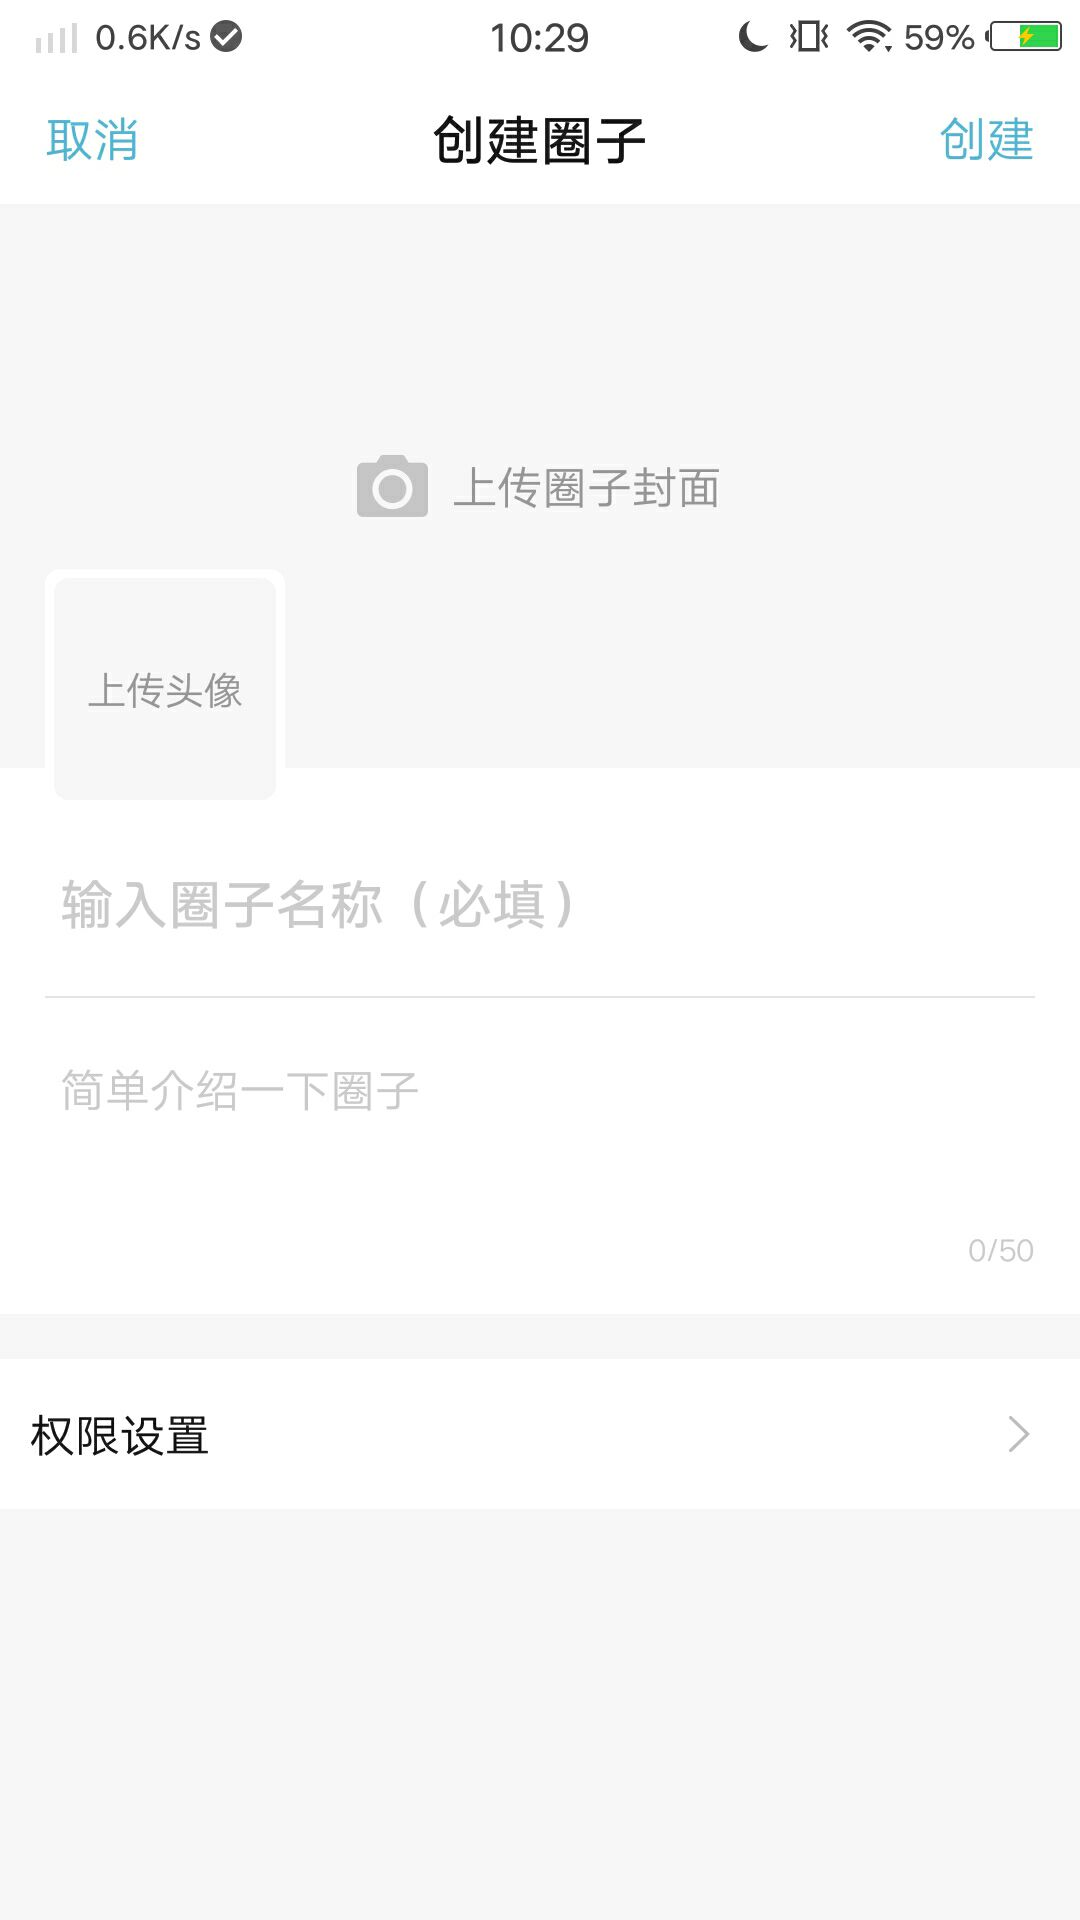 0.6K/s 10:29 59%
取消 创建圈子 创建
上传圈子封面
上传头像
输入圈子名称（必填）
简单介绍一下圈子
0/50
权限设置